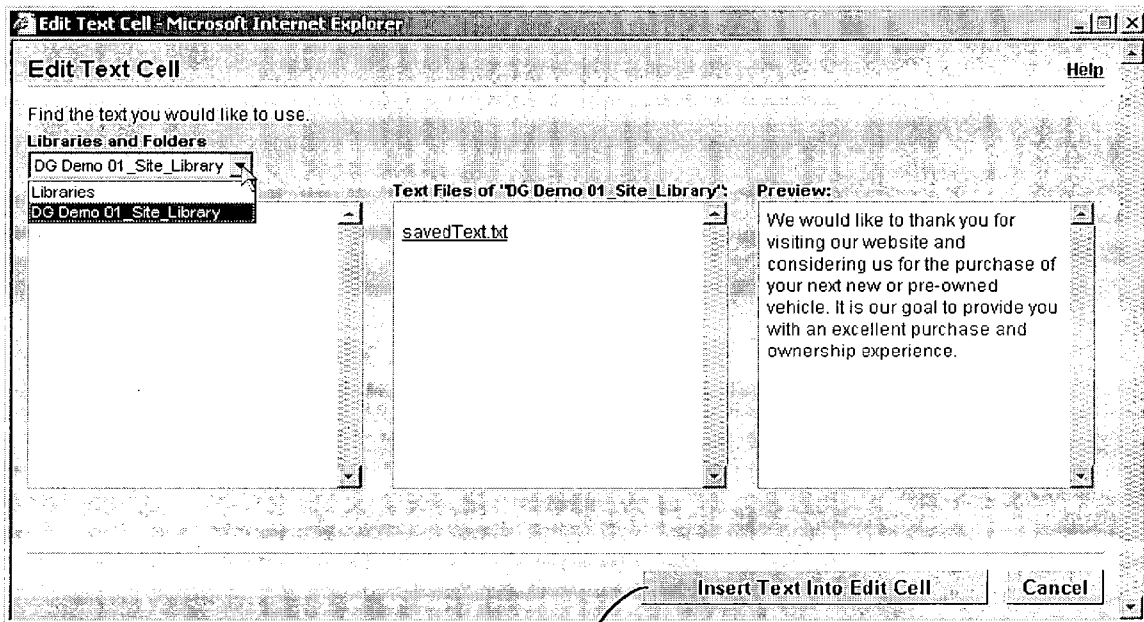 Edit Text Cell - Microsoft Internet Explorer
Edit Text Cell
Help
Find the text you would like to use.
Libraries and Folders
DG Demo 01_Site_Library
Libraries
DG Demo 01_Site_Library
Text Files of "DG Demo 01_Site_Library":
savedText.txt
Preview:
We would like to thank you for
visiting our website and
considering us for the purchase of
your next new or pre-owned
vehicle. It is our goal to provide you
with an excellent purchase and
ownership experience.
Insert Text Into Edit Cell
Cancel